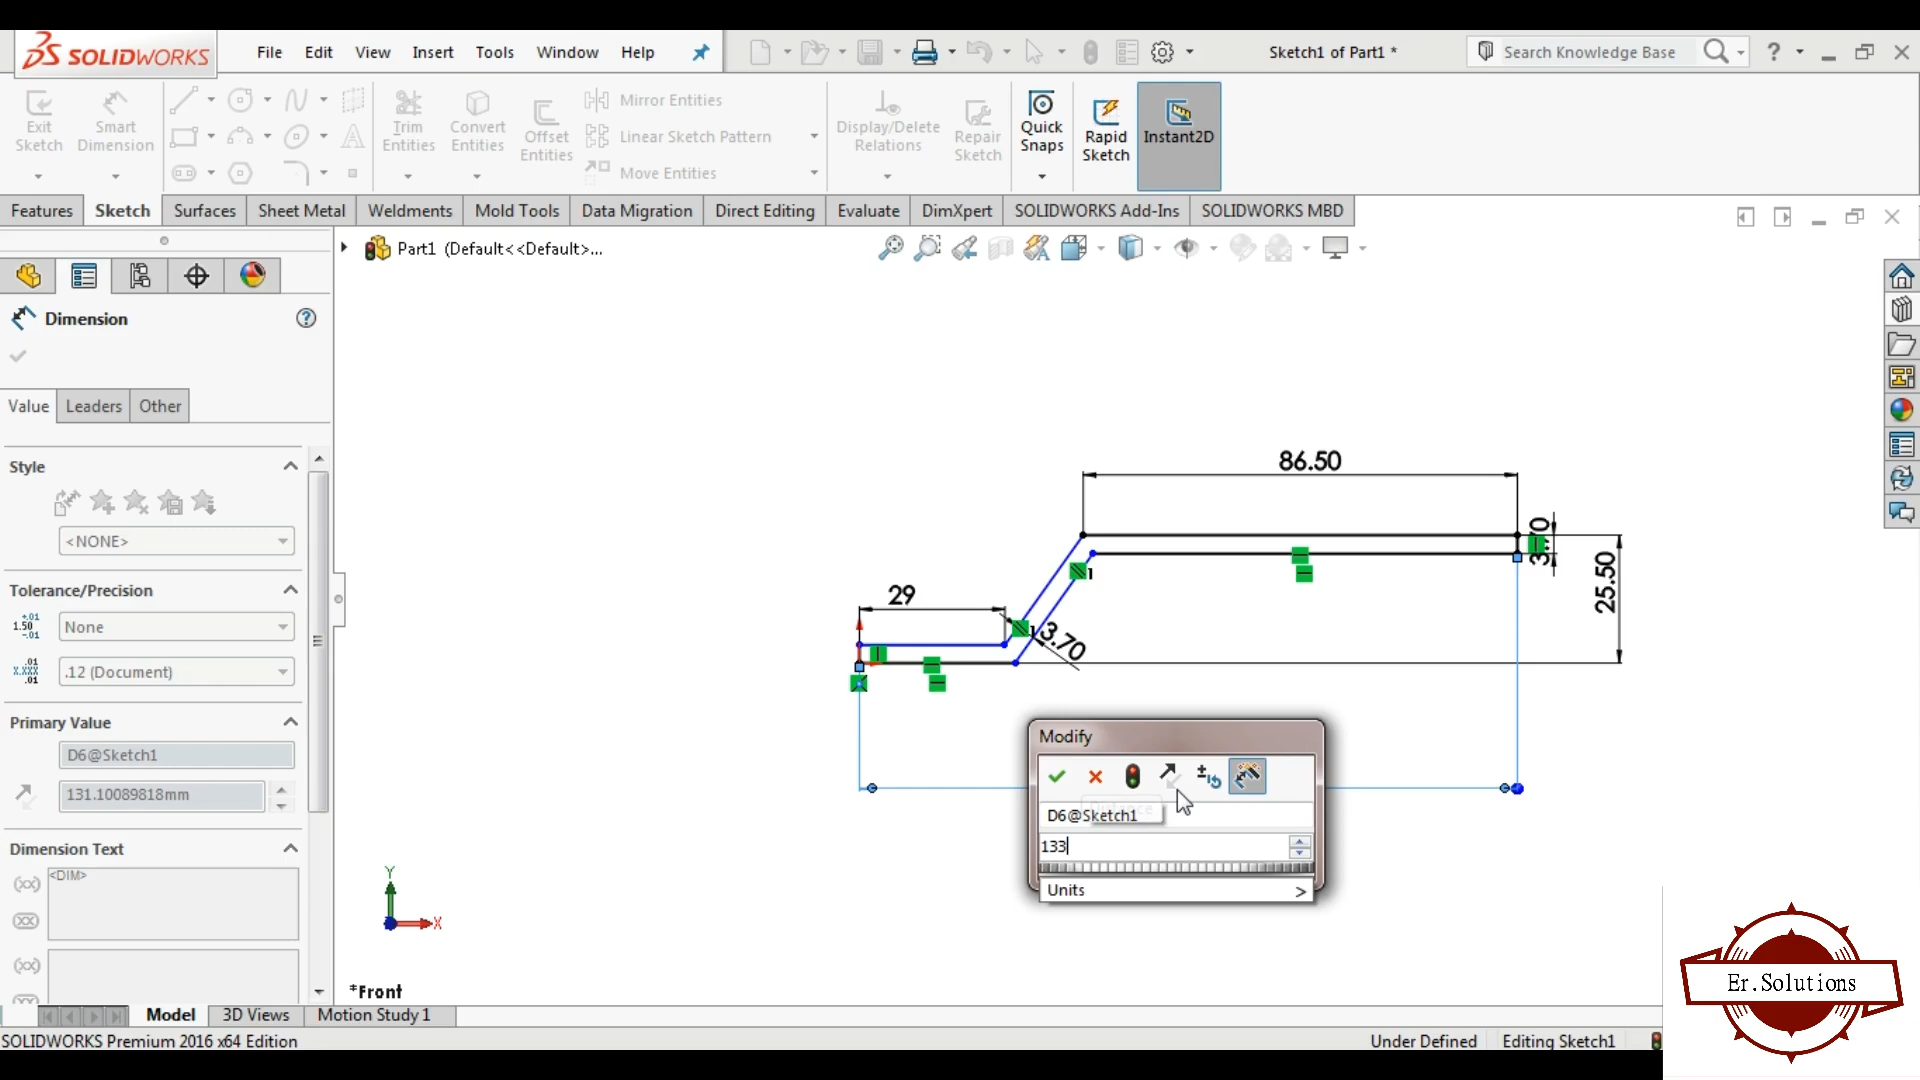 SOLIDWORKS File Edit View Insert Tools Window Help Sketch1 of Part1 * Search Knowledge Base ?
Exit Sketch
Smart Dimension
Trim Entities
Convert Entities
Offset Entities
Mirror Entities
Linear Sketch Pattern
Move Entities
Display/Delete Relations
Repair Sketch
Quick Snaps
Rapid Sketch
Instant2D
Features Sketch Surfaces Sheet Metal Weldments Mold Tools Data Migration Direct Editing Evaluate DimXpert SOLIDWORKS Add-Ins SOLIDWORKS MBD
Part1 (Default<<Default>...
Dimension
Value Leaders Other
Style
<NONE>
Tolerance/Precision
None
.12 (Document)
Primary Value
D6@Sketch1
131.10089818mm
Dimension Text
<DIM>
86.50
3.70
25.50
29
1
3.70
Modify
D6@Sketch1
133
Units >
Y
X
*Front
Model 3D Views Motion Study 1
SOLIDWORKS Premium 2016 x64 Edition Under Defined Editing Sketch1
Er.Solutions